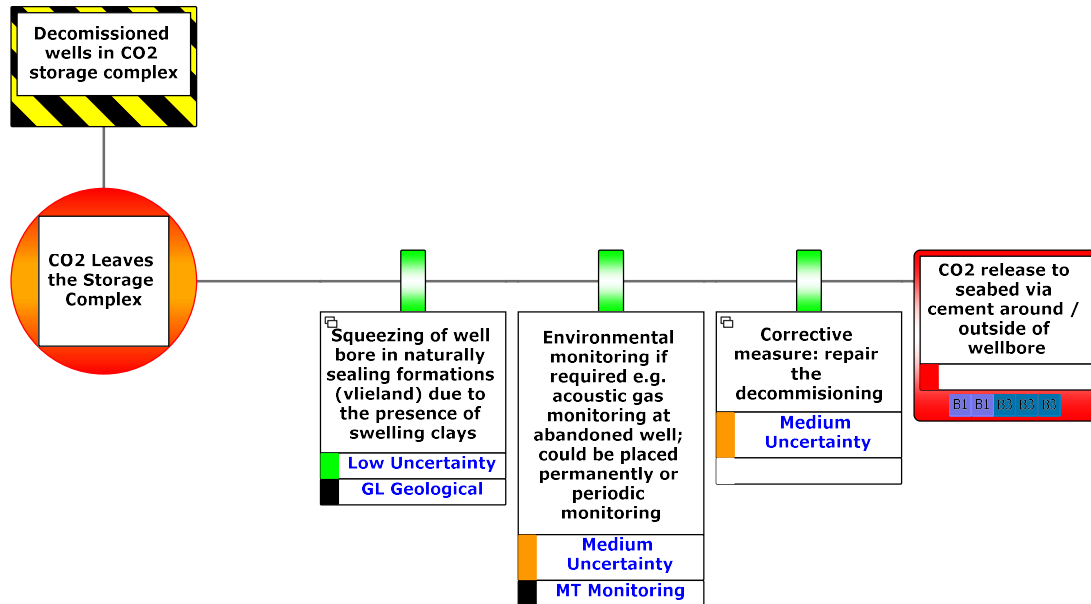 Decomissioned
wells in CO2
storage complex
CO2 Leaves
the Storage
Complex
Squeezing of well
bore in naturally
sealing formations
(vlieland) due to
the presence of
swelling clays
Low Uncertainty
GL Geological
Environmental
monitoring if
required e.g.
acoustic gas
monitoring at
abandoned well;
could be placed
permanently or
periodic
monitoring
Medium
Uncertainty
MT Monitoring
Corrective
measure: repair
the
decommisioning
Medium
Uncertainty
CO2 release to
seabed via
cement around /
outside of
wellbore
B1 B1 B3 B3 B3